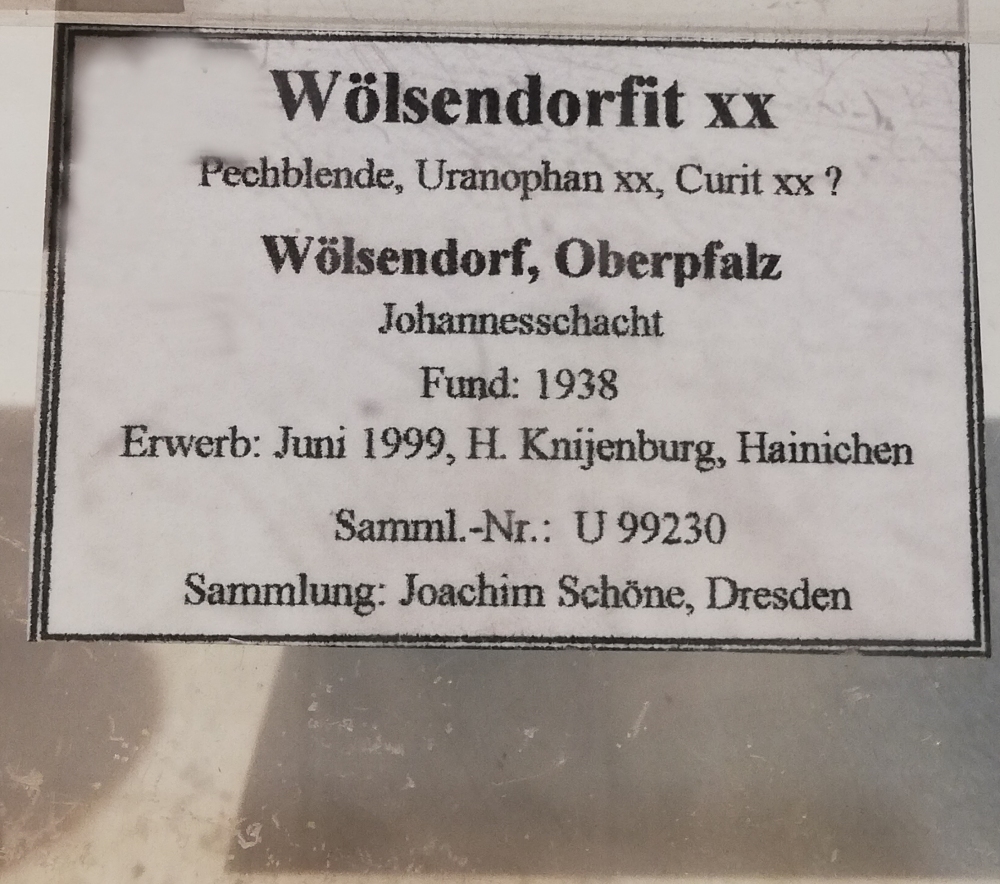 Wölsendorfit xx
Pechblende, Uranophan xx, Curit xx ?
Wölsendorf, Oberpfalz
Johannesschacht
Fund: 1938
Erwerb: Juni 1999, H. Knijenburg, Hainichen
Samml.-Nr.: U 99230
Sammlung: Joachim Schöne, Dresden